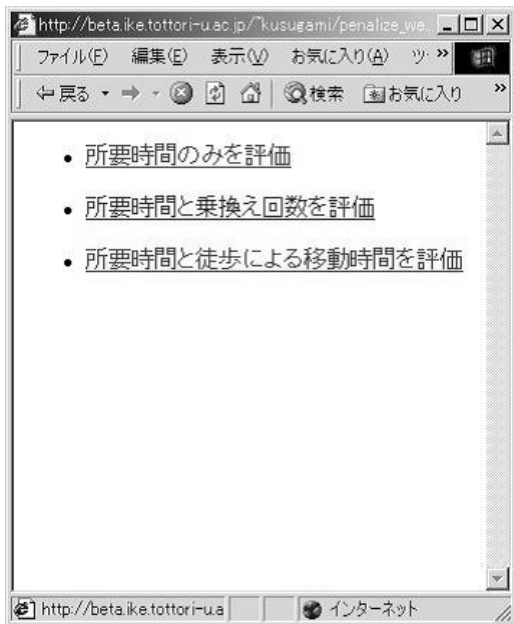 http://beta.ike.tottori-u.ac.jp/~kusugami/penalize_we...
ファイル(F) 編集(E) 表示(V) お気に入り(A) ツ
戻る 検索 お気に入り
所要時間のみを評価
所要時間と乗換え回数を評価
所要時間と徒歩による移動時間を評価
http://beta.ike.tottori-u.a インターネット